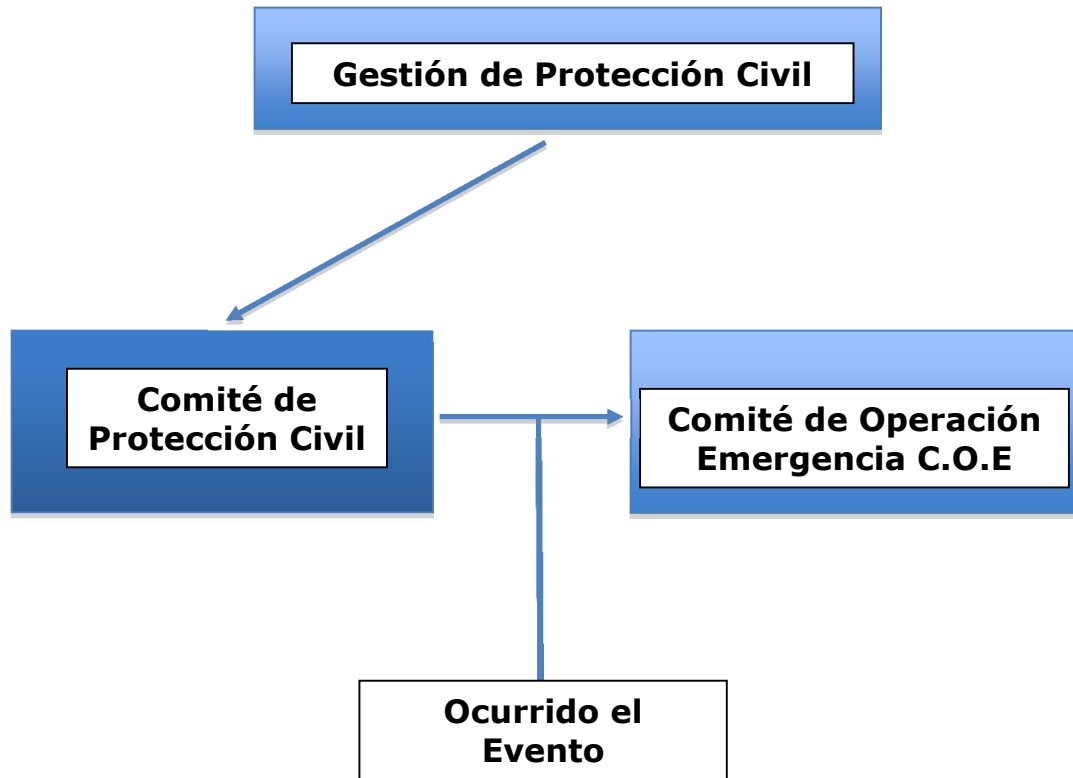 Gestión de Protección Civil
Comité de
Protección Civil
Comité de Operación
Emergencia C.O.E
Ocurrido el
Evento